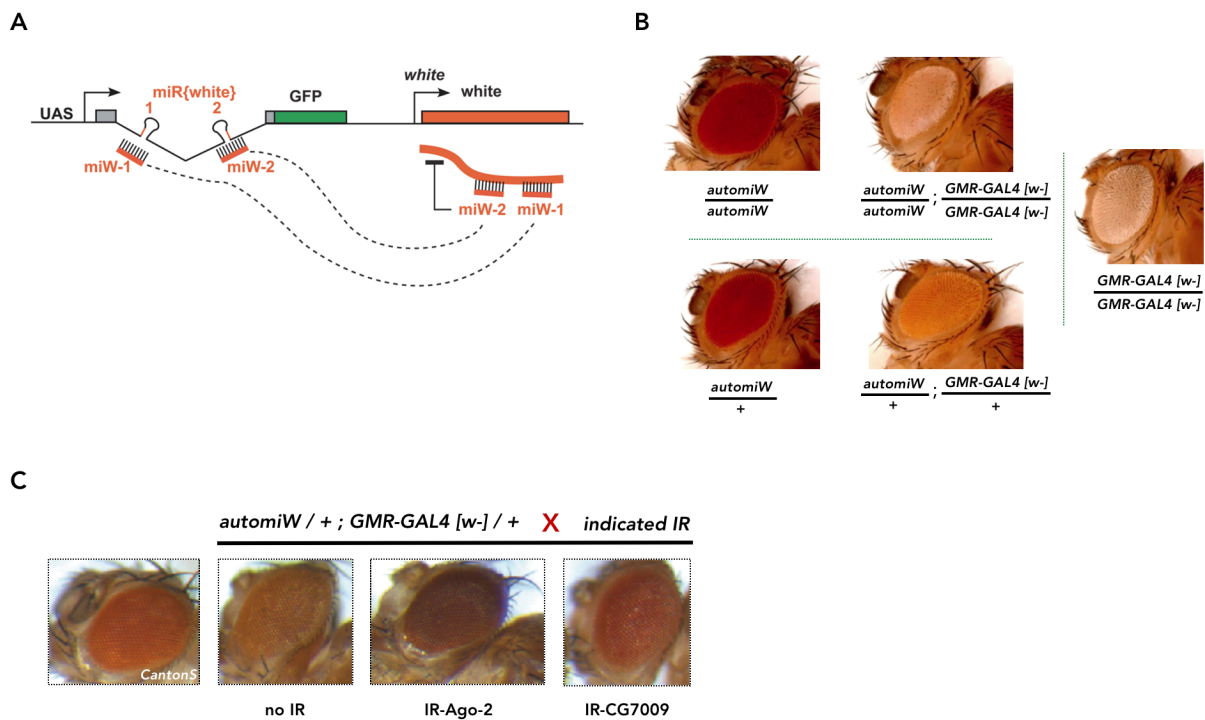 A
B
white
miR{white}
white
1
2
GFP
UAS
miW-1
miW-2
miW-2
miW-1
automiW
automiW
automiW ; GMR-GAL4 [w-]
automiW GMR-GAL4 [w-]
GMR-GAL4 [w-]
GMR-GAL4 [w-]
automiW
+
automiW ; GMR-GAL4 [w-]
+ +
C
automiW / + ; GMR-GAL4 [w-] / + X indicated IR
CantonS
no IR
IR-Ago-2
IR-CG7009